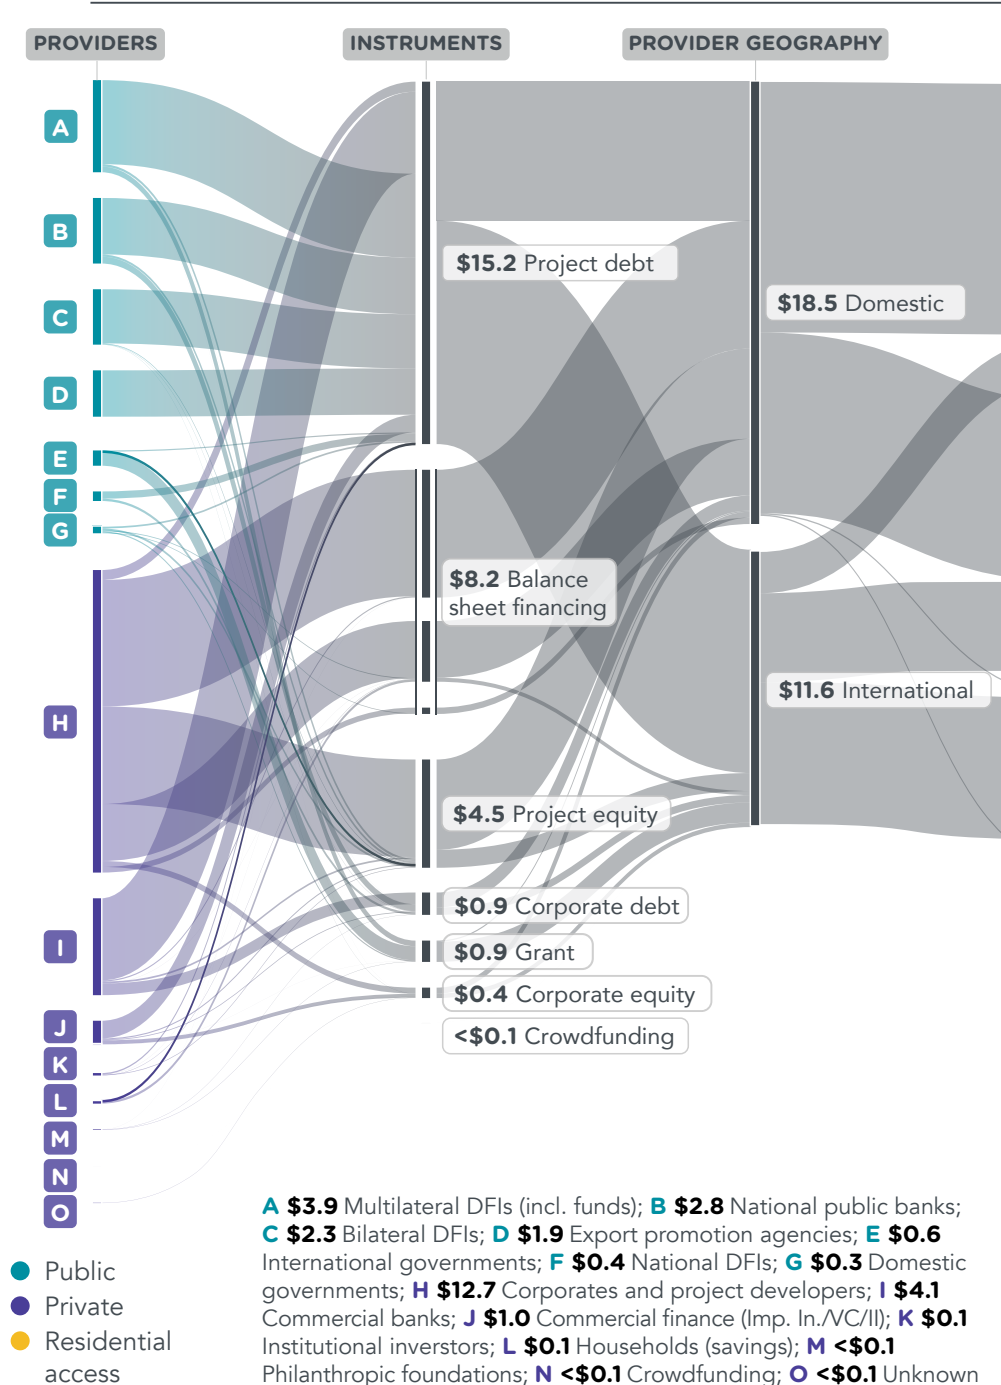 PROVIDERS
INSTRUMENTS
PROVIDER GEOGRAPHY
A
B
C
D
E
F
G
H
I
J
K
L
M
N
O
$15.2 Project debt
$8.2 Balance
sheet financing
$4.5 Project equity
$0.9 Corporate debt
$0.9 Grant
$0.4 Corporate equity
<$0.1 Crowdfunding
$18.5 Domestic
$11.6 International
Public
Private
Residential
access
A $3.9 Multilateral DFIs (incl. funds); B $2.8 National public banks;
C $2.3 Bilateral DFIs; D $1.9 Export promotion agencies; E $0.6
International governments; F $0.4 National DFIs; G $0.3 Domestic
governments; H $12.7 Corporates and project developers; I $4.1
Commercial banks; J $1.0 Commercial finance (Imp. In./VC/II); K $0.1
Institutional inverstors; L $0.1 Households (savings); M <$0.1
Philanthropic foundations; N <$0.1 Crowdfunding; O <$0.1 Unknown